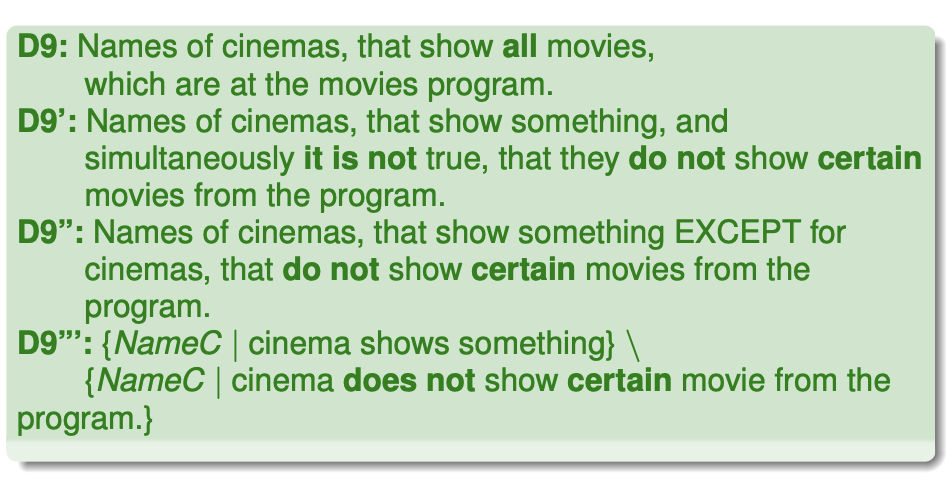 D9: Names of cinemas, that show all movies,
which are at the movies program.
D9’: Names of cinemas, that show something, and
simultaneously it is not true, that they do not show certain
movies from the program.
D9”: Names of cinemas, that show something EXCEPT for
cinemas, that do not show certain movies from the
program.
D9”’: {NameC | cinema shows something} \
{NameC | cinema does not show certain movie from the
program.}